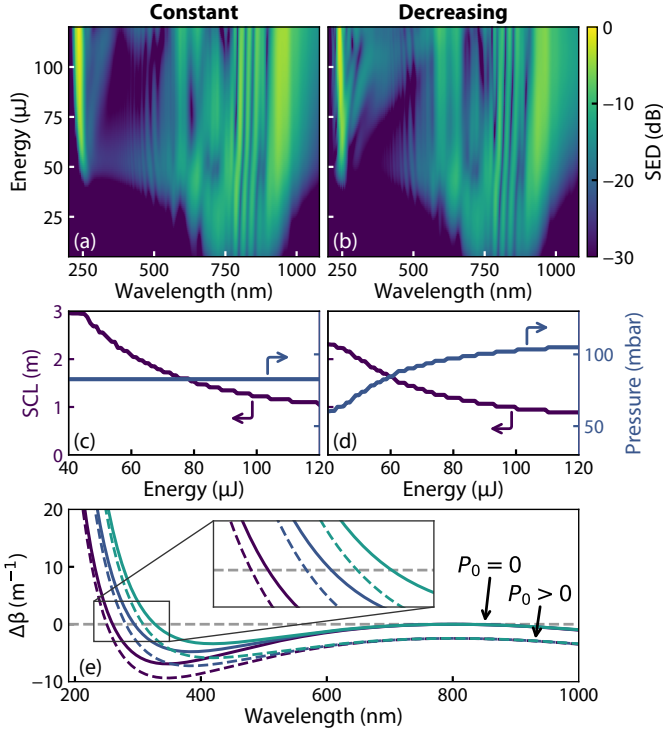 Constant Decreasing
100
75
50
25
Energy (μJ)
(a) (b)
250 500 750 1000 250 500 750 1000
Wavelength (nm) Wavelength (nm)
0
−10
−20
−30
SED (dB)
3
2
1
0
SCL (m)
(c) (d)
100
50
Pressure (mbar)
40 60 80 100 120 40 60 80 100 120
Energy (μJ) Energy (μJ)
20
10
0
−10
Δβ (m⁻¹)
P₀ = 0
P₀ > 0
(e)
200 400 600 800 1000
Wavelength (nm)